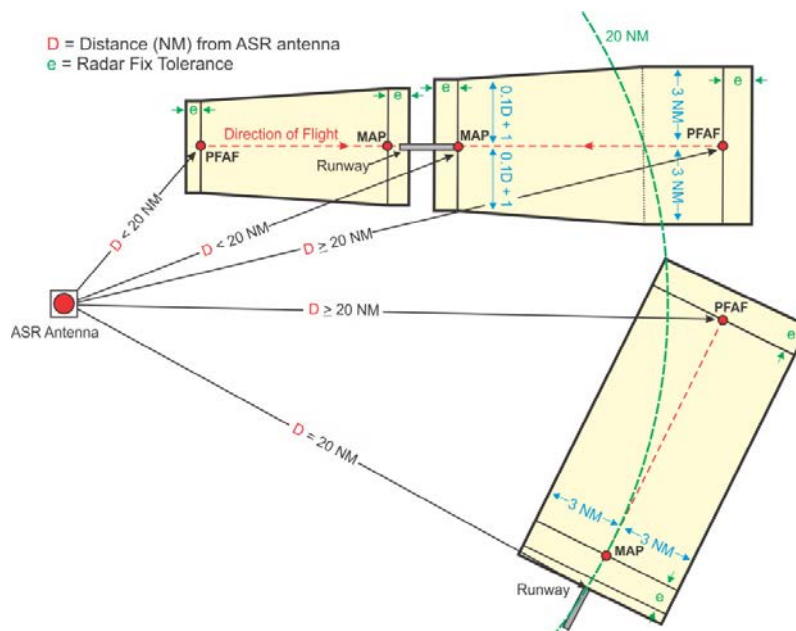 D = Distance (NM) from ASR antenna
e = Radar Fix Tolerance
20 NM
e
e
e
e
Direction of Flight
PFAF
MAP
Runway
MAP
0.1D + 1
0.1D + 1
3 NM
3 NM
PFAF
D < 20 NM
D < 20 NM
D ≥ 20 NM
D ≥ 20 NM
D = 20 NM
ASR Antenna
PFAF
e
3 NM
3 NM
MAP
Runway
e